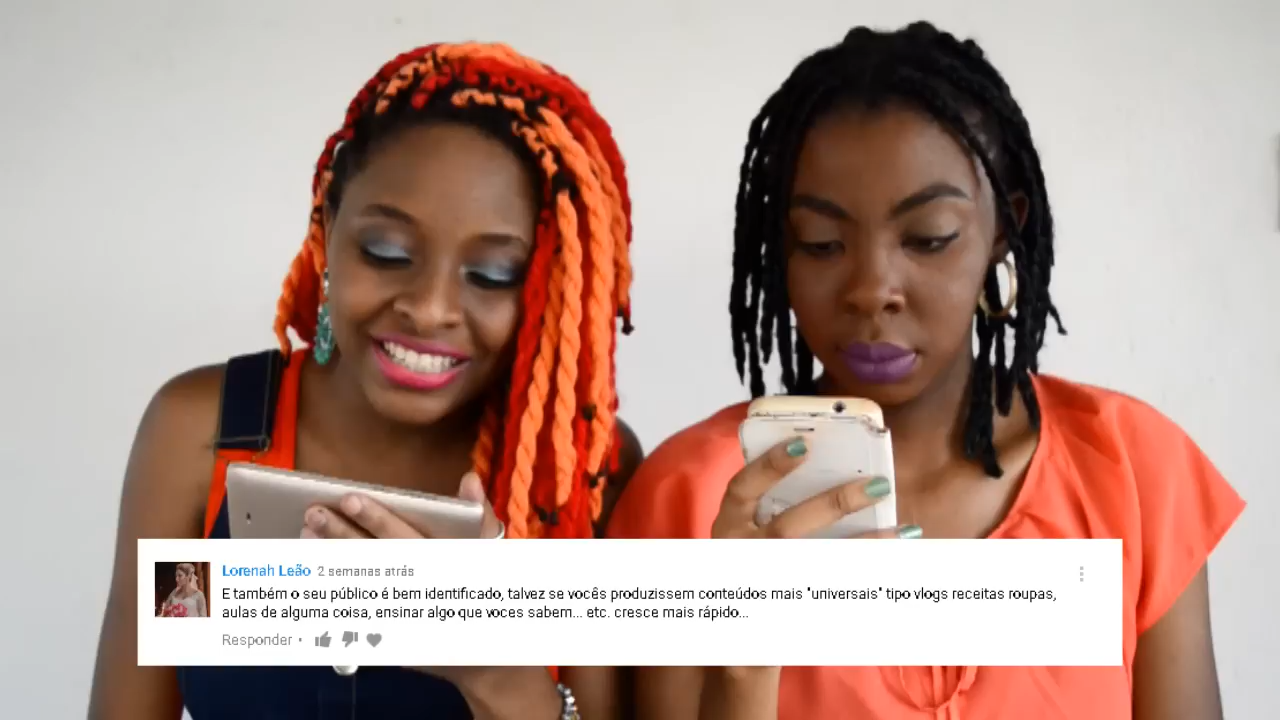 Lorenah Leão 2 semanas atrás
E também o seu público é bem identificado, talvez se vocês produzissem conteúdos mais "universais" tipo vlogs receitas roupas,
aulas de alguma coisa, ensinar algo que voces sabem... etc. cresce mais rápido...
Responder •